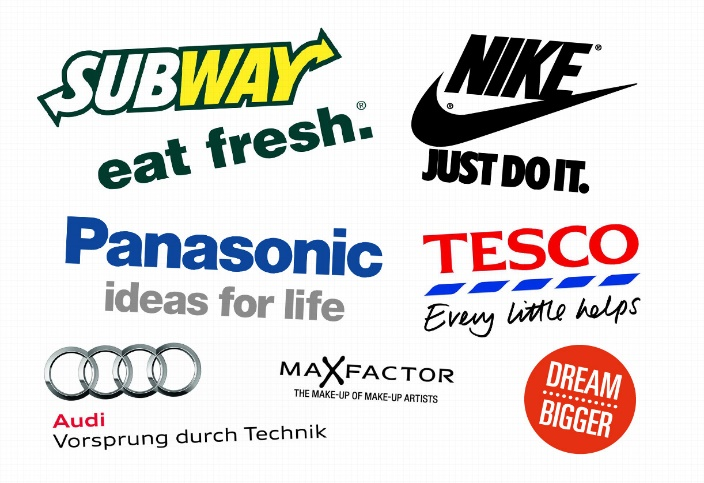 SUBWAY®
eat fresh.
NIKE®
®
JUST DO IT.
Panasonic
ideas for life
TESCO
Every little helps
Audi
Vorsprung durch Technik
MAXFACTOR
THE MAKE-UP OF MAKE-UP ARTISTS
DREAM
BIGGER